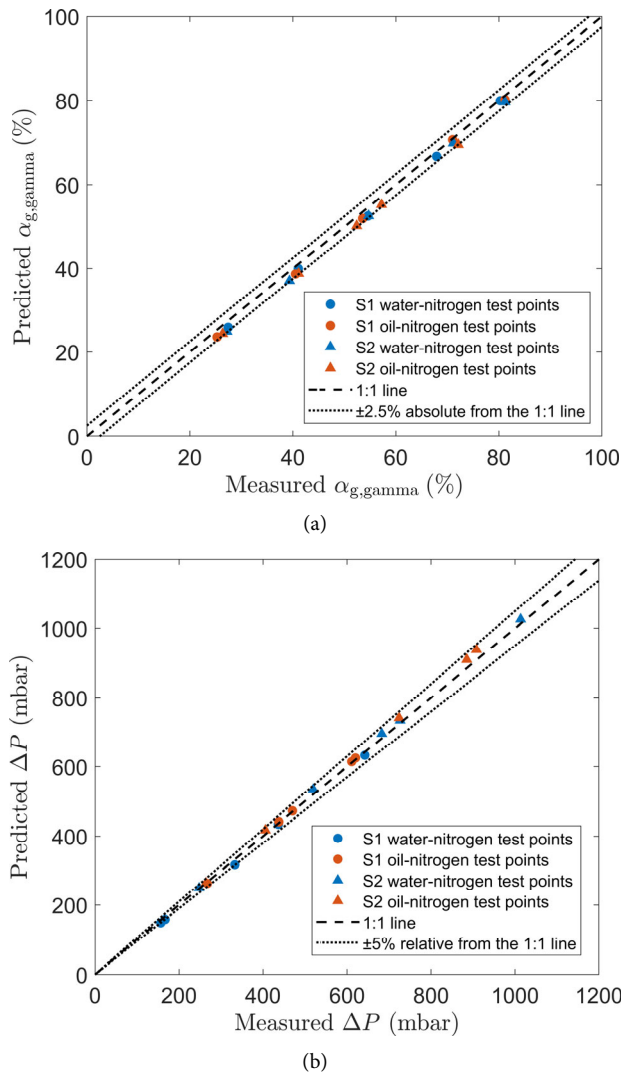 100
80
60
40
20
0
Predicted α_g,gamma (%)
S1 water-nitrogen test points
S1 oil-nitrogen test points
S2 water-nitrogen test points
S2 oil-nitrogen test points
1:1 line
±2.5% absolute from the 1:1 line
0 20 40 60 80 100
Measured α_g,gamma (%)
(a)
1200
1000
800
600
400
200
0
Predicted ΔP (mbar)
S1 water-nitrogen test points
S1 oil-nitrogen test points
S2 water-nitrogen test points
S2 oil-nitrogen test points
1:1 line
±5% relative from the 1:1 line
0 200 400 600 800 1000 1200
Measured ΔP (mbar)
(b)